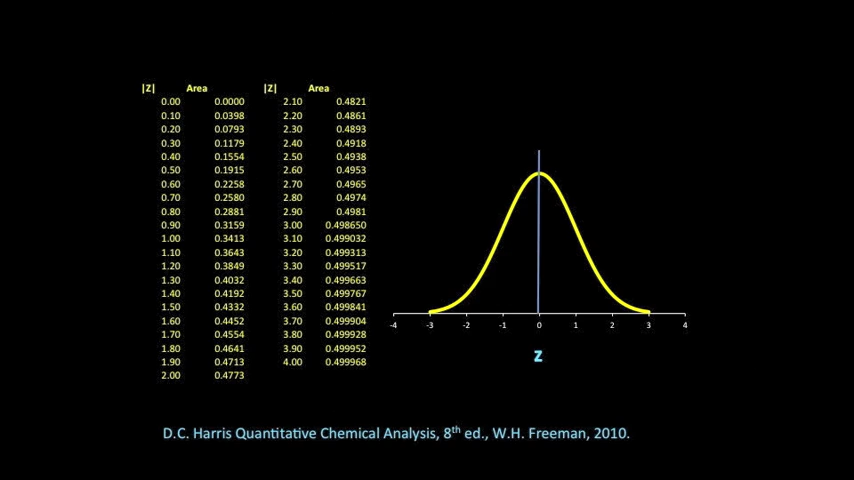 |Z| Area |Z| Area
0.00 0.0000 2.10 0.4821
0.10 0.0398 2.20 0.4861
0.20 0.0793 2.30 0.4893
0.30 0.1179 2.40 0.4918
0.40 0.1554 2.50 0.4938
0.50 0.1915 2.60 0.4953
0.60 0.2258 2.70 0.4965
0.70 0.2580 2.80 0.4974
0.80 0.2881 2.90 0.4981
0.90 0.3159 3.00 0.498650
1.00 0.3413 3.10 0.499032
1.10 0.3643 3.20 0.499313
1.20 0.3849 3.30 0.499517
1.30 0.4032 3.40 0.499663
1.40 0.4192 3.50 0.499767
1.50 0.4332 3.60 0.499841
1.60 0.4452 3.70 0.499904
1.70 0.4554 3.80 0.499928
1.80 0.4641 3.90 0.499952
1.90 0.4713 4.00 0.499968
2.00 0.4773
-4 -3 -2 -1 0 1 2 3 4
z
D.C. Harris Quantitative Chemical Analysis, 8th ed., W.H. Freeman, 2010.